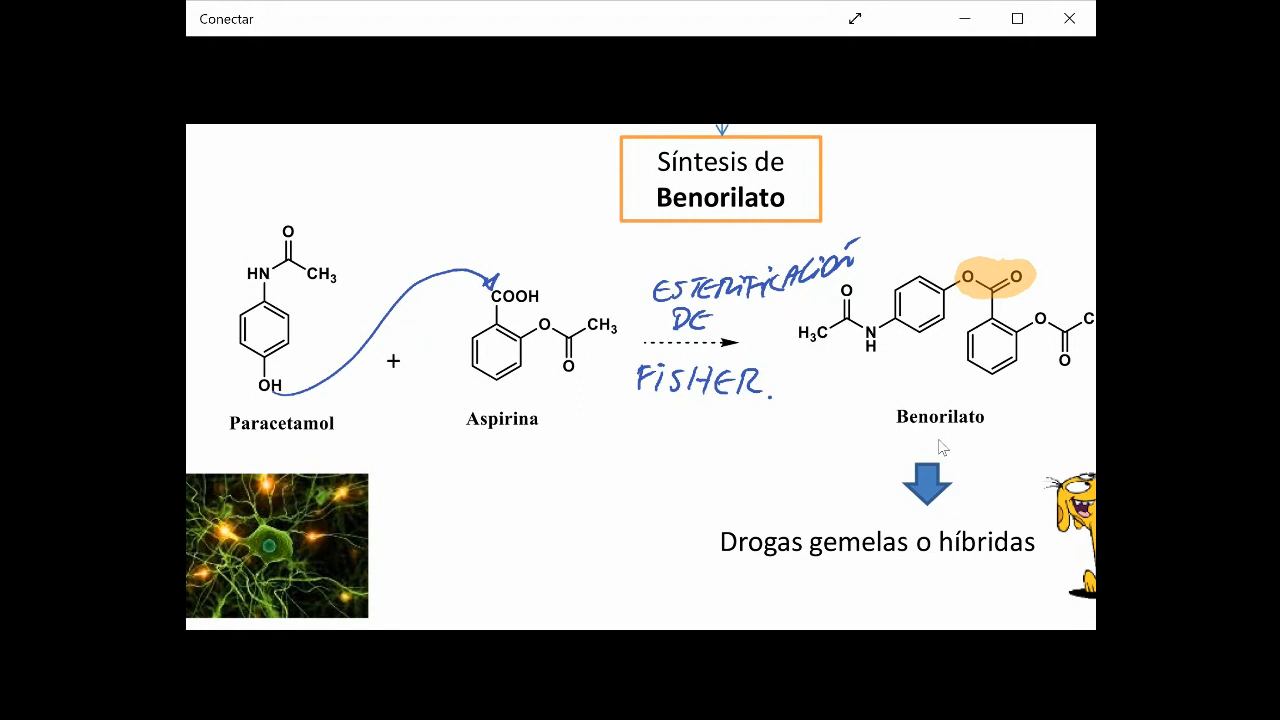 Conectar
Síntesis de
Benorilato
O
HN
CH3
OH
Paracetamol
+
COOH
O
CH3
O
Aspirina
ESTERIFICACIÓN
DE
FISHER.
O
O
O
H3C
N
H
O
C
O
Benorilato
Drogas gemelas o híbridas